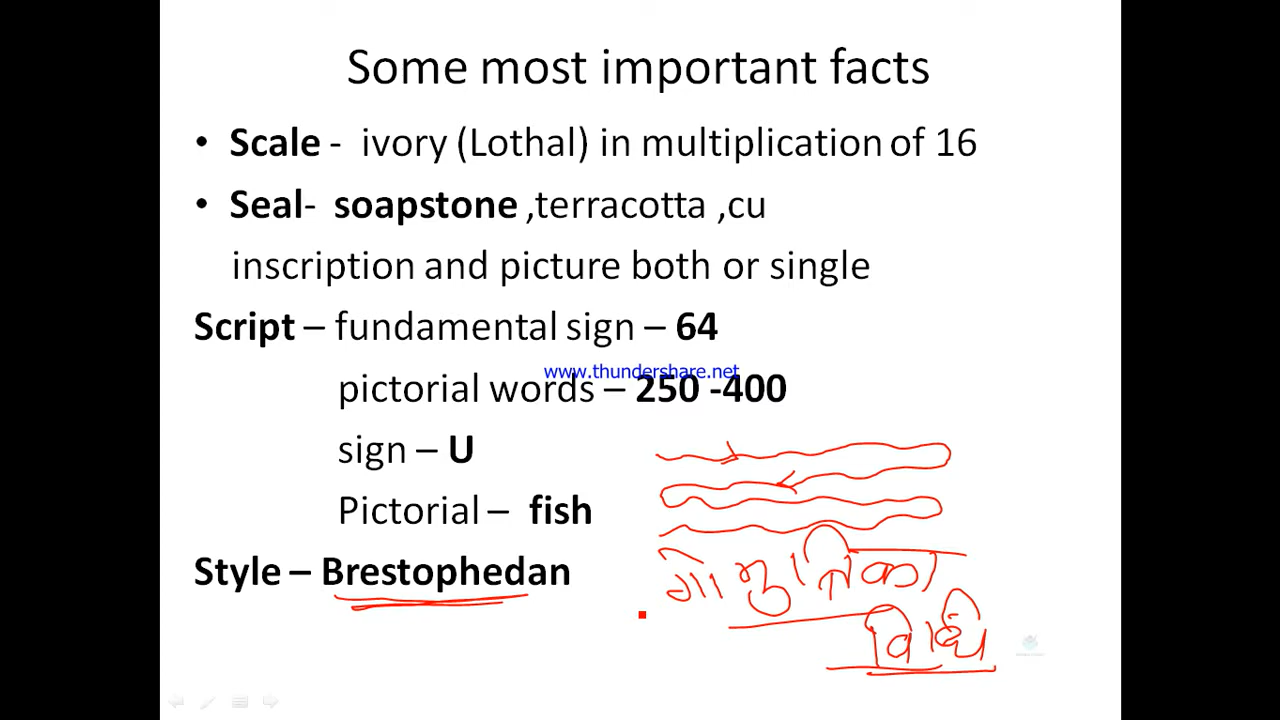 Some most important facts
• Scale - ivory (Lothal) in multiplication of 16
• Seal- soapstone ,terracotta ,cu
inscription and picture both or single
Script – fundamental sign – 64
www.thundershare.net
pictorial words – 250 -400
sign – U
Pictorial – fish
Style – Brestophedan
गोमुत्रिका
विधि